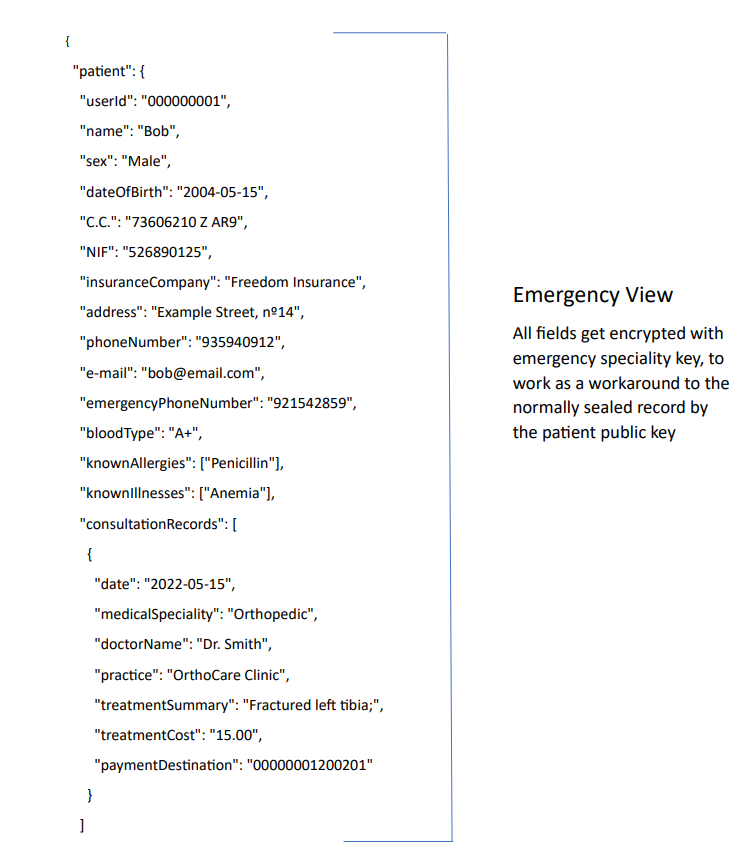 {
"patient": {
"userId": "000000001",
"name": "Bob",
"sex": "Male",
"dateOfBirth": "2004-05-15",
"C.C.": "73606210 Z AR9",
"NIF": "526890125",
"insuranceCompany": "Freedom Insurance",
"address": "Example Street, nº14",
"phoneNumber": "935940912",
"e-mail": "bob@email.com",
"emergencyPhoneNumber": "921542859",
"bloodType": "A+",
"knownAllergies": ["Penicillin"],
"knownIllnesses": ["Anemia"],
"consultationRecords": [
{
"date": "2022-05-15",
"medicalSpeciality": "Orthopedic",
"doctorName": "Dr. Smith",
"practice": "OrthoCare Clinic",
"treatmentSummary": "Fractured left tibia;",
"treatmentCost": "15.00",
"paymentDestination": "00000001200201"
}
]
Emergency View
All fields get encrypted with
emergency speciality key, to
work as a workaround to the
normally sealed record by
the patient public key